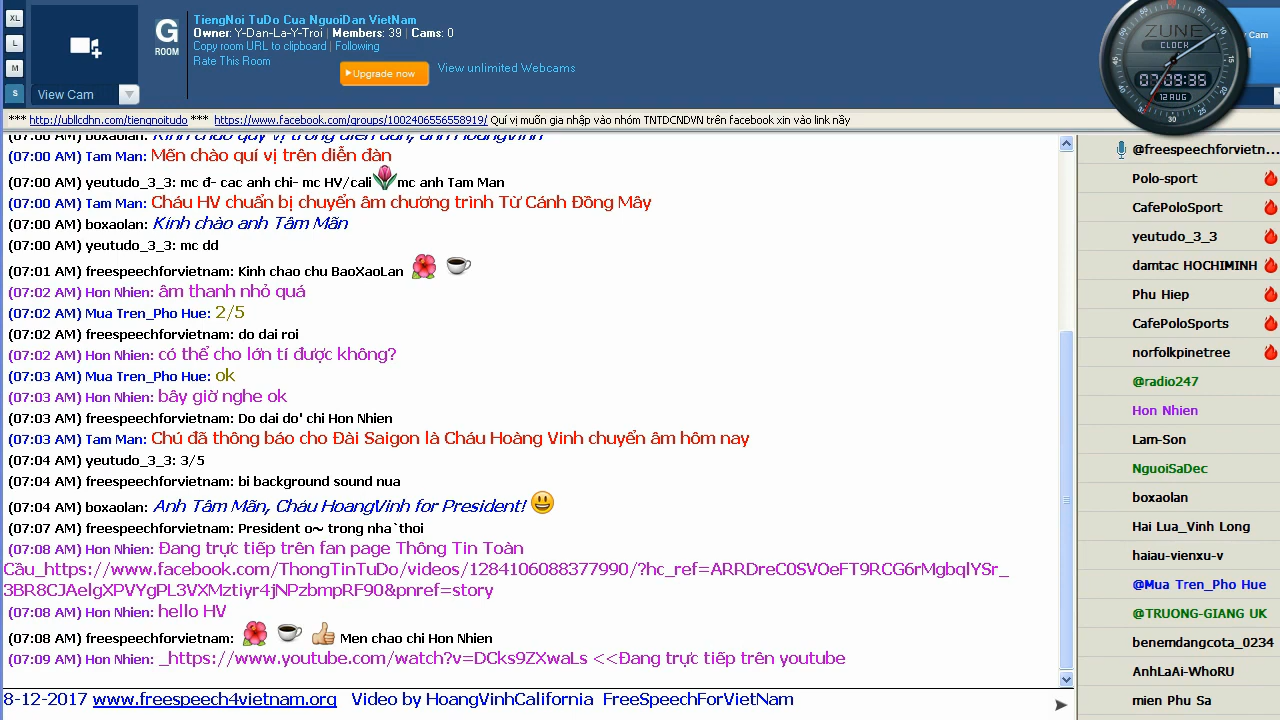 XL
L
M
S
View Cam
G
ROOM
TiengNoi TuDo Cua NguoiDan VietNam
Owner: Y-Dan-La-Y-Troi | Members: 39 | Cams: 0
Copy room URL to clipboard | Following
Rate This Room
Upgrade now
View unlimited Webcams
ZUNE
CLOCK
07:09:35
12 AUG
Cam
*** http://ubllcdhn.com/tiengnoitudo *** https://www.facebook.com/groups/1002406556556919/ Quí vị muốn gia nhập vào nhóm TNTDCNDVN trên facebook xin vào link này
(07:00 AM) boxaolan: Kính chào quý vị trong diễn đàn, anh HoangVinh
(07:00 AM) Tam Man: Mến chào quí vị trên diễn đàn
(07:00 AM) yeutudo_3_3: mc đ- cac anh chi- mc HV/cali mc anh Tam Man
(07:00 AM) Tam Man: Cháu HV chuẩn bị chuyển âm chương trình Từ Cánh Đồng Mây
(07:00 AM) boxaolan: Kính chào anh Tâm Mãn
(07:00 AM) yeutudo_3_3: mc dd
(07:01 AM) freespeechforvietnam: Kinh chao chu BaoXaoLan
(07:02 AM) Hon Nhien: âm thanh nhỏ quá
(07:02 AM) Mua Tren_Pho Hue: 2/5
(07:02 AM) freespeechforvietnam: do dai roi
(07:02 AM) Hon Nhien: có thể cho lớn tí được không?
(07:03 AM) Mua Tren_Pho Hue: ok
(07:03 AM) Hon Nhien: bây giờ nghe ok
(07:03 AM) freespeechforvietnam: Do dai do' chi Hon Nhien
(07:03 AM) Tam Man: Chú đã thông báo cho Đài Saigon là Cháu Hoàng Vinh chuyển âm hôm nay
(07:04 AM) yeutudo_3_3: 3/5
(07:04 AM) freespeechforvietnam: bi background sound nua
(07:04 AM) boxaolan: Anh Tâm Mãn, Cháu HoangVinh for President!
(07:07 AM) freespeechforvietnam: President o~ trong nha`thoi
(07:08 AM) Hon Nhien: Đang trực tiếp trên fan page Thông Tin Toàn
Cầu_https://www.facebook.com/ThongTinTuDo/videos/1284106088377990/?hc_ref=ARRDreC0SVOeFT9RCG6rMgbqlYSr_
3BR8CJAelgXPVYgPL3VXMztiyr4jNPzbmpRF90&pnref=story
(07:08 AM) Hon Nhien: hello HV
(07:08 AM) freespeechforvietnam: Men chao chi Hon Nhien
(07:09 AM) Hon Nhien: _https://www.youtube.com/watch?v=DCks9ZXwaLs <<Đang trực tiếp trên youtube
8-12-2017 www.freespeech4vietnam.org Video by HoangVinhCalifornia FreeSpeechForVietNam
@freespeechforvietn...
Polo-sport
CafePoloSport
yeutudo_3_3
damtac HOCHIMINH
Phu Hiep
CafePoloSports
norfolkpinetree
@radio247
Hon Nhien
Lam-Son
NguoiSaDec
boxaolan
Hai Lua_Vinh Long
haiau-vienxu-v
@Mua Tren_Pho Hue
@TRUONG-GIANG UK
benemdangcota_0234
AnhLaAi-WhoRU
mien Phu Sa